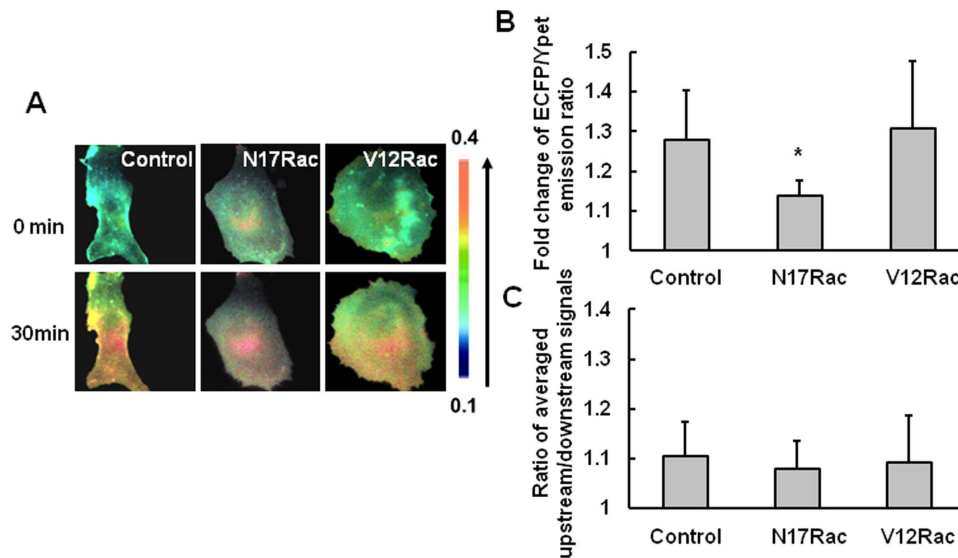 A
Control
N17Rac
V12Rac
0 min
30min
0.4
0.1
B
Fold change of ECFP/Ypet
emission ratio
1.5
1.4
1.3
1.2
1.1
1
*
Control
N17Rac
V12Rac
C
Ratio of averaged
upstream/downstream signals
1.4
1.3
1.2
1.1
1
Control
N17Rac
V12Rac